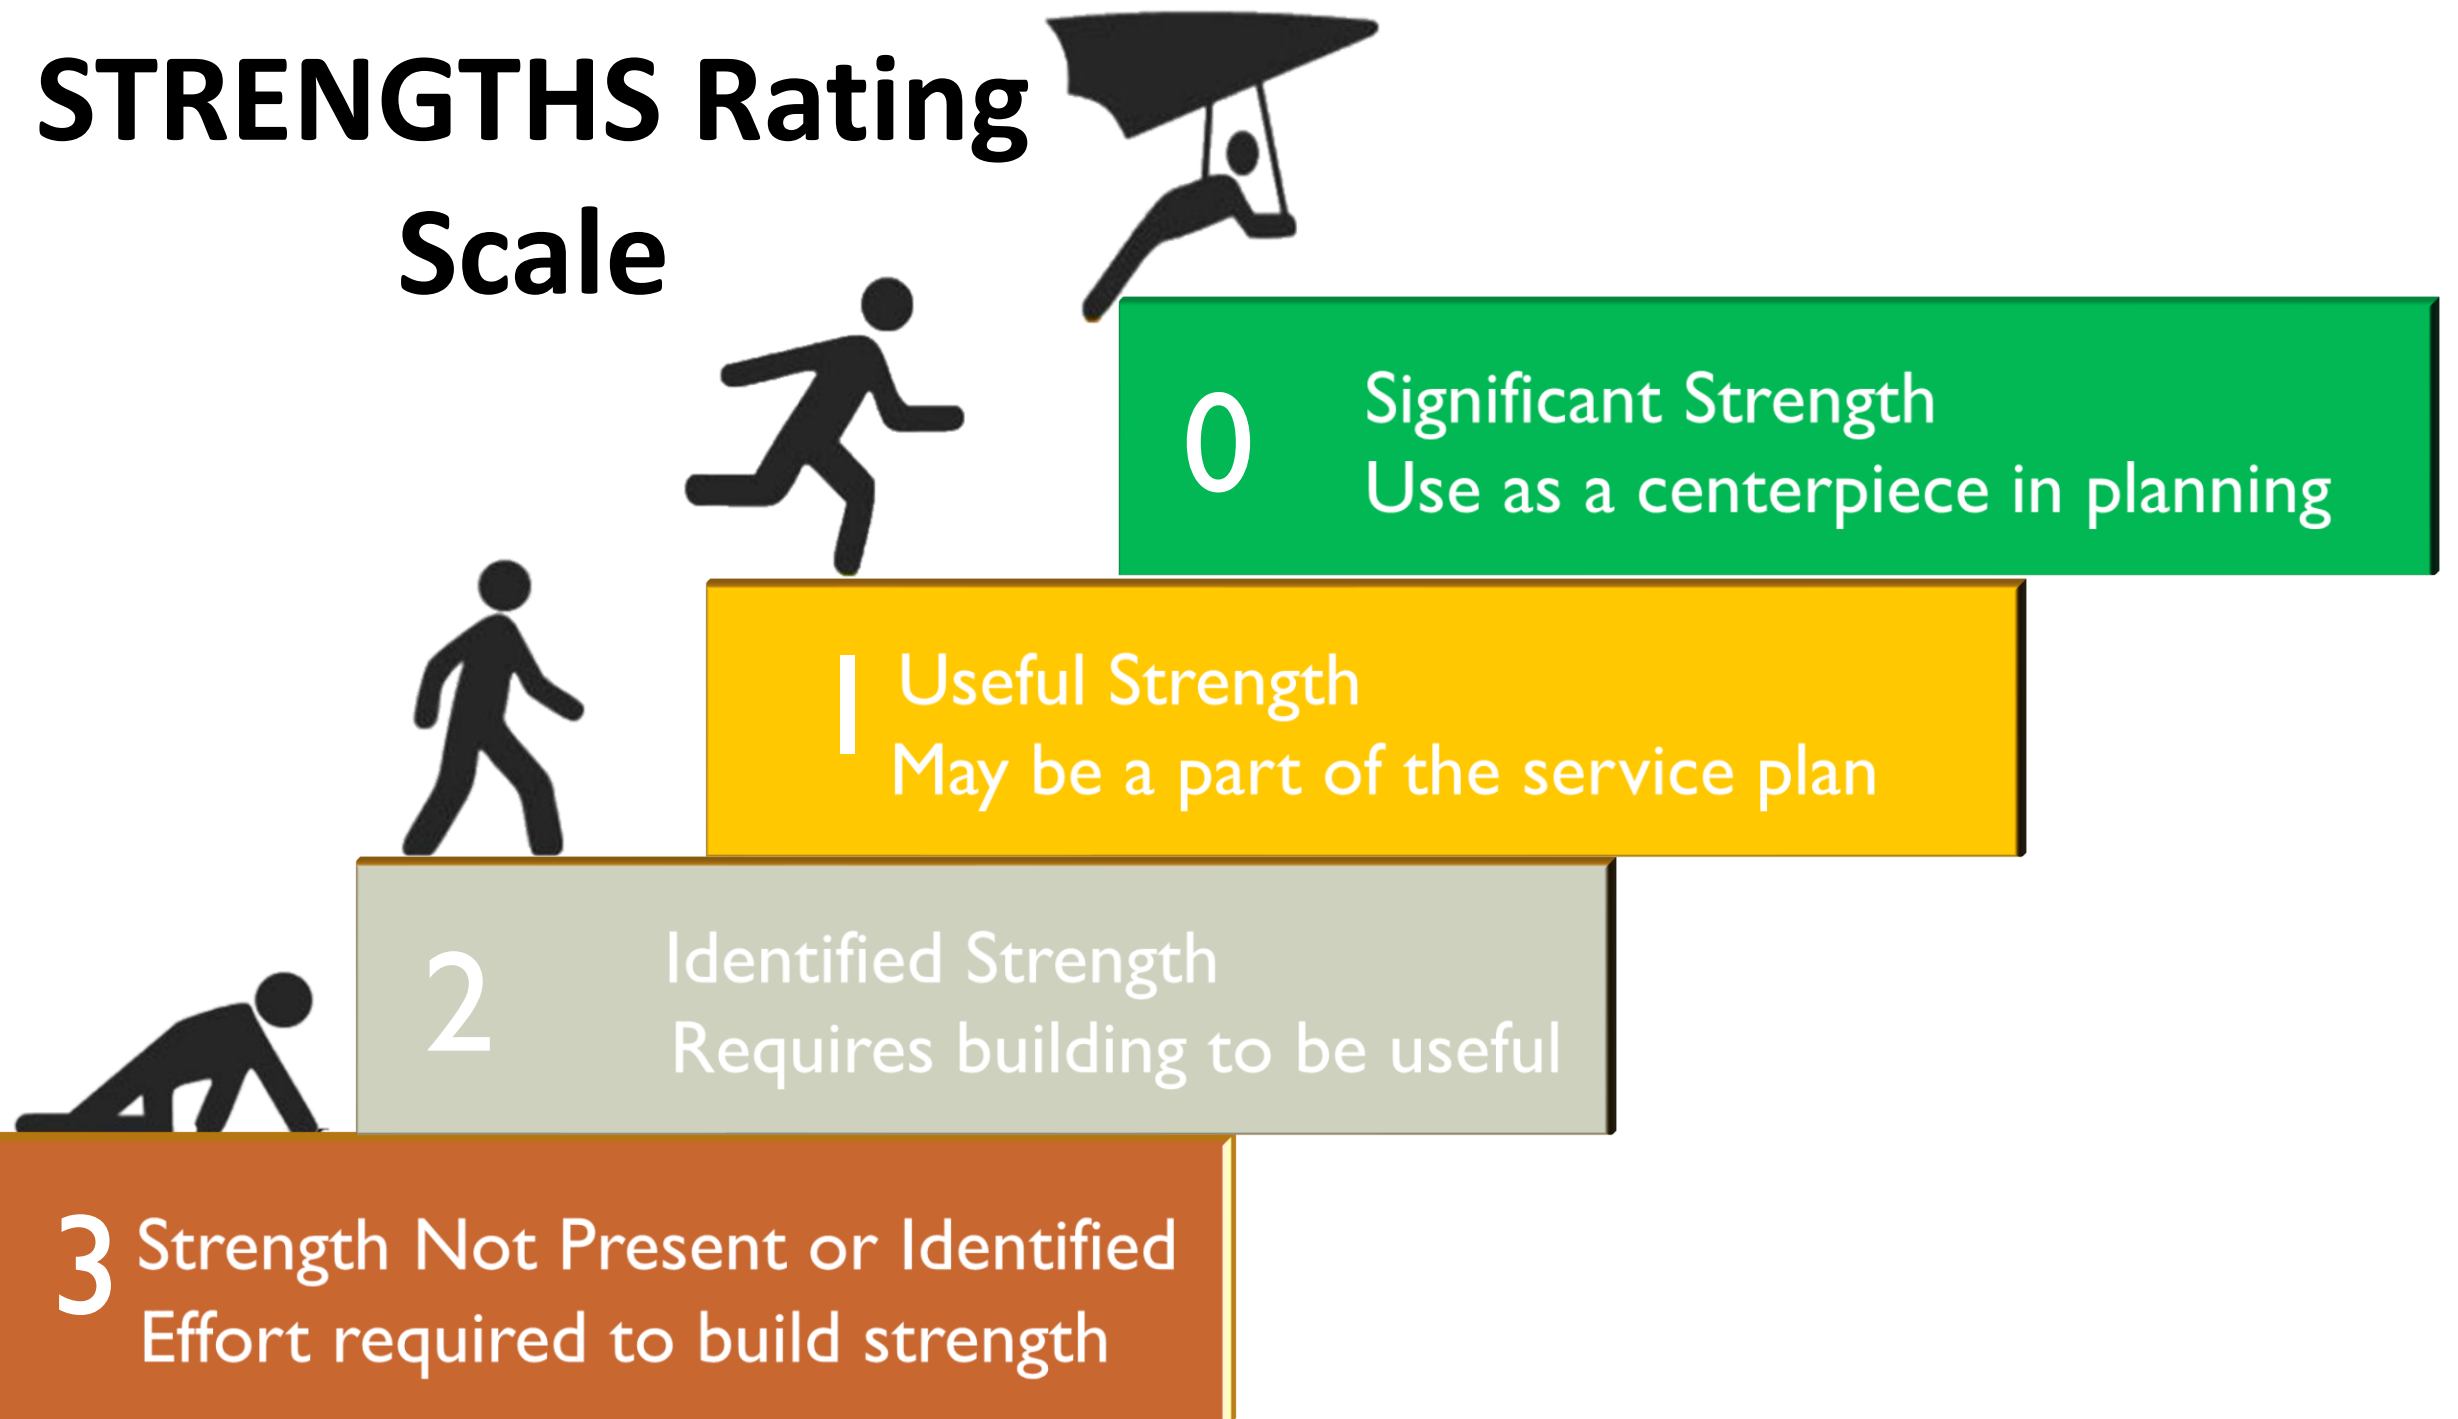 STRENGTHS Rating
Scale
0
Significant Strength
Use as a centerpiece in planning
1
Useful Strength
May be a part of the service plan
2
Identified Strength
Requires building to be useful
3
Strength Not Present or Identified
Effort required to build strength